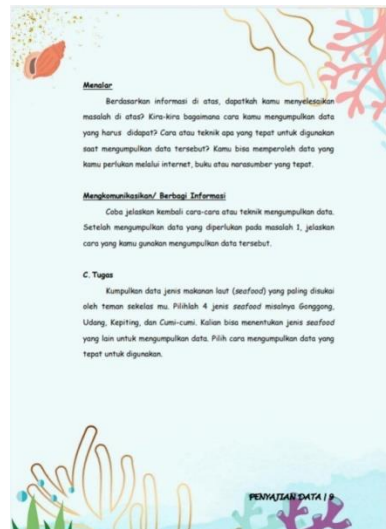 Menalar
Berdasarkan informasi di atas, dapatkah kamu menyelesaikan
masalah di atas? Kira-kira bagaimana cara kamu mengumpulkan data
yang harus didapat? Cara atau teknik apa yang tepat untuk digunakan
saat mengumpulkan data tersebut? Kamu bisa memperoleh data yang
kamu perlukan melalui internet, buku atau narasumber yang tepat.
Mengkomunikasikan/ Berbagi Informasi
Coba jelaskan kembali cara-cara atau teknik mengumpulkan data.
Setelah mengumpulkan data yang diperlukan pada masalah 1, jelaskan
cara yang kamu gunakan mengumpulkan data tersebut.
C. Tugas
Kumpulkan data jenis makanan laut (seafood) yang paling disukai
oleh teman sekelas mu. Pilihlah 4 jenis seafood misalnya Gonggong,
Udang, Kepiting, dan Cumi-cumi. Kalian bisa menentukan jenis seafood
yang lain untuk mengumpulkan data. Pilih cara mengumpulkan data yang
tepat untuk digunakan.
PENYAJIAN DATA | 9